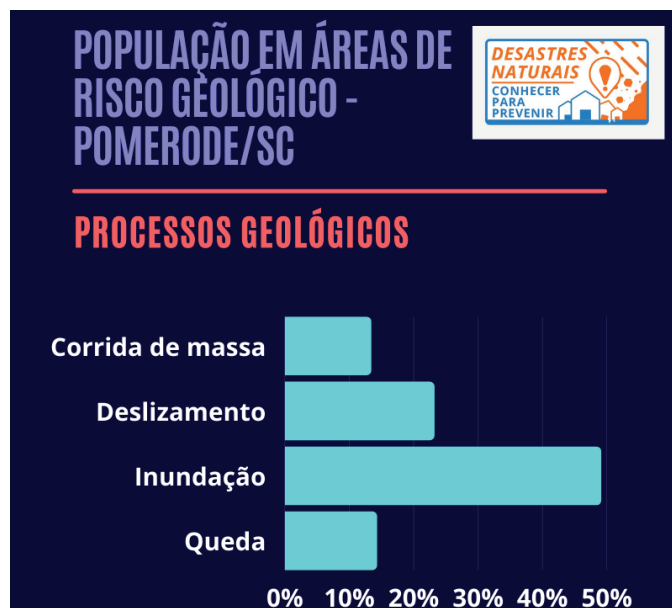 POPULAÇÃO EM ÁREAS DE
RISCO GEOLÓGICO -
POMERODE/SC
DESASTRES
NATURAIS
CONHECER
PARA
PREVENIR
PROCESSOS GEOLÓGICOS
Corrida de massa
Deslizamento
Inundação
Queda
0% 10% 20% 30% 40% 50%